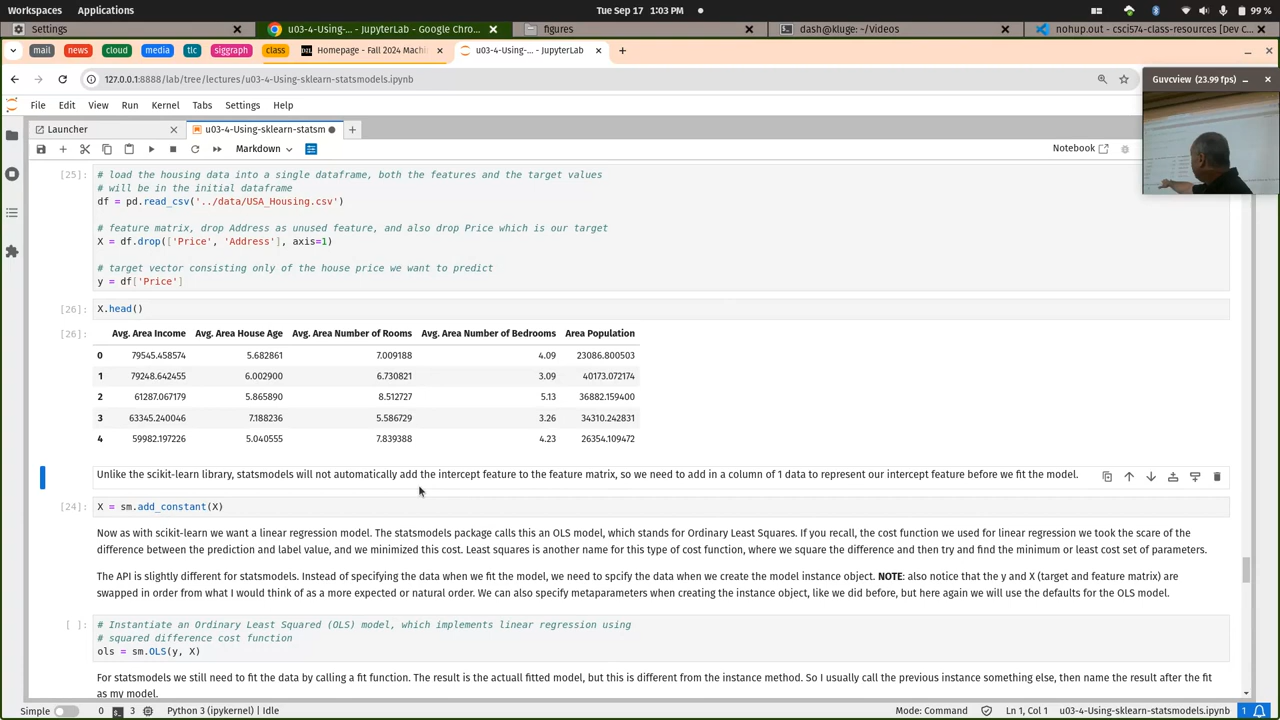 Workspaces Applications Tue Sep 17 1:03 PM 99 %
Settings u03-4-Using-... - JupyterLab - Google Chro... figures dash@kluge: ~/Videos nohup.out - csci574-class-resources [Dev C...
mail news cloud media tlc siggraph class Homepage - Fall 2024 Machi u03-4-Using-... - JupyterLab
127.0.0.1:8888/lab/tree/lectures/u03-4-Using-sklearn-statsmodels.ipynb
Guvcview (23.99 fps)
File Edit View Run Kernel Tabs Settings Help
Launcher u03-4-Using-sklearn-statsm
Markdown Notebook
[25]: # load the housing data into a single dataframe, both the features and the target values
# will be in the initial dataframe
df = pd.read_csv('../data/USA_Housing.csv')
# feature matrix, drop Address as unused feature, and also drop Price which is our target
X = df.drop(['Price', 'Address'], axis=1)
# target vector consisting only of the house price we want to predict
y = df['Price']
[26]: X.head()
[26]: Avg. Area Income Avg. Area House Age Avg. Area Number of Rooms Avg. Area Number of Bedrooms Area Population
0 79545.458574 5.682861 7.009188 4.09 23086.800503
1 79248.642455 6.002900 6.730821 3.09 40173.072174
2 61287.067179 5.865890 8.512727 5.13 36882.159400
3 63345.240046 7.188236 5.586729 3.26 34310.242831
4 59982.197226 5.040555 7.839388 4.23 26354.109472
Unlike the scikit-learn library, statsmodels will not automatically add the intercept feature to the feature matrix, so we need to add in a column of 1 data to represent our intercept feature before we fit the model.
[24]: X = sm.add_constant(X)
Now as with scikit-learn we want a linear regression model. The statsmodels package calls this an OLS model, which stands for Ordinary Least Squares. If you recall, the cost function we used for linear regression we took the scare of the
difference between the prediction and label value, and we minimized this cost. Least squares is another name for this type of cost function, where we square the difference and then try and find the minimum or least cost set of parameters.
The API is slightly different for statsmodels. Instead of specifying the data when we fit the model, we need to spcify the data when we create the model instance object. NOTE: also notice that the y and X (target and feature matrix) are
swapped in order from what I would think of as a more expected or natural order. We can also specify metaparameters when creating the instance object, like we did before, but here again we will use the defaults for the OLS model.
[ ]: # Instantiate an Ordinary Least Squared (OLS) model, which implements linear regression using
# squared difference cost function
ols = sm.OLS(y, X)
For statsmodels we still need to fit the data by calling a fit function. The result is the actuall fitted model, but this is different from the instance method. So I usually call the previous instance something else, then name the result after the fit
as my model.
Simple 0 3 Python 3 (ipykernel) | Idle Mode: Command Ln 1, Col 1 u03-4-Using-sklearn-statsmodels.ipynb 1